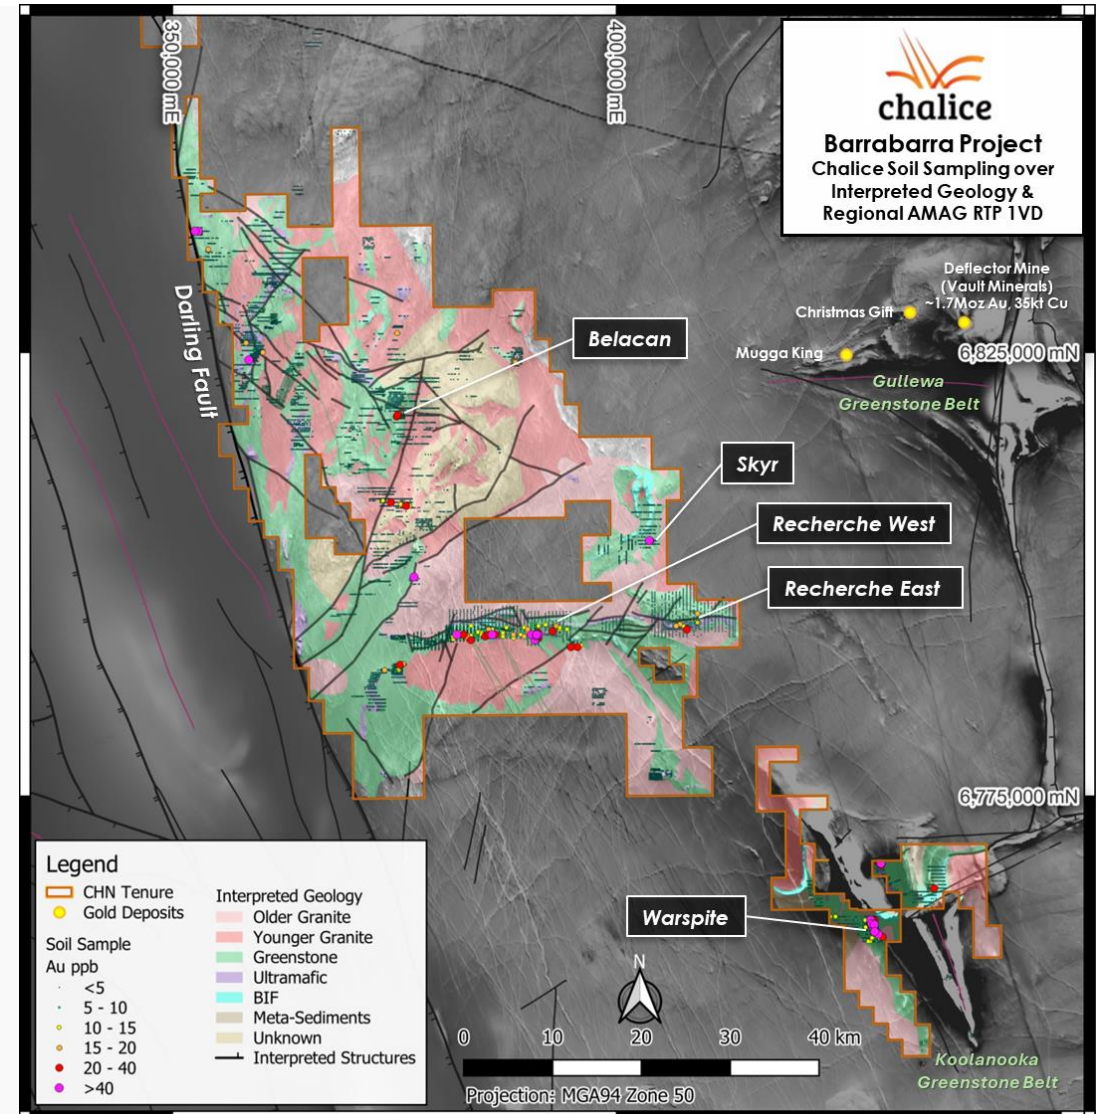 350,000 mE
400,000 mE
chalice
Barrabarra Project
Chalice Soil Sampling over
Interpreted Geology &
Regional AMAG RTP 1VD
Deflector Mine
(Vault Minerals)
~1.7Moz Au, 35kt Cu
Christmas Gift
Mugga King
6,825,000 mN
Gullewa
Greenstone Belt
Darling Fault
Belacan
Skyr
Recherche West
Recherche East
6,775,000 mN
Warspite
Koolanooka
Greenstone Belt
Legend
CHN Tenure
Gold Deposits
Soil Sample
Au ppb
<5
5 - 10
10 - 15
15 - 20
20 - 40
>40
Interpreted Geology
Older Granite
Younger Granite
Greenstone
Ultramafic
BIF
Meta-Sediments
Unknown
Interpreted Structures
N
0 10 20 30 40 km
Projection: MGA94 Zone 50